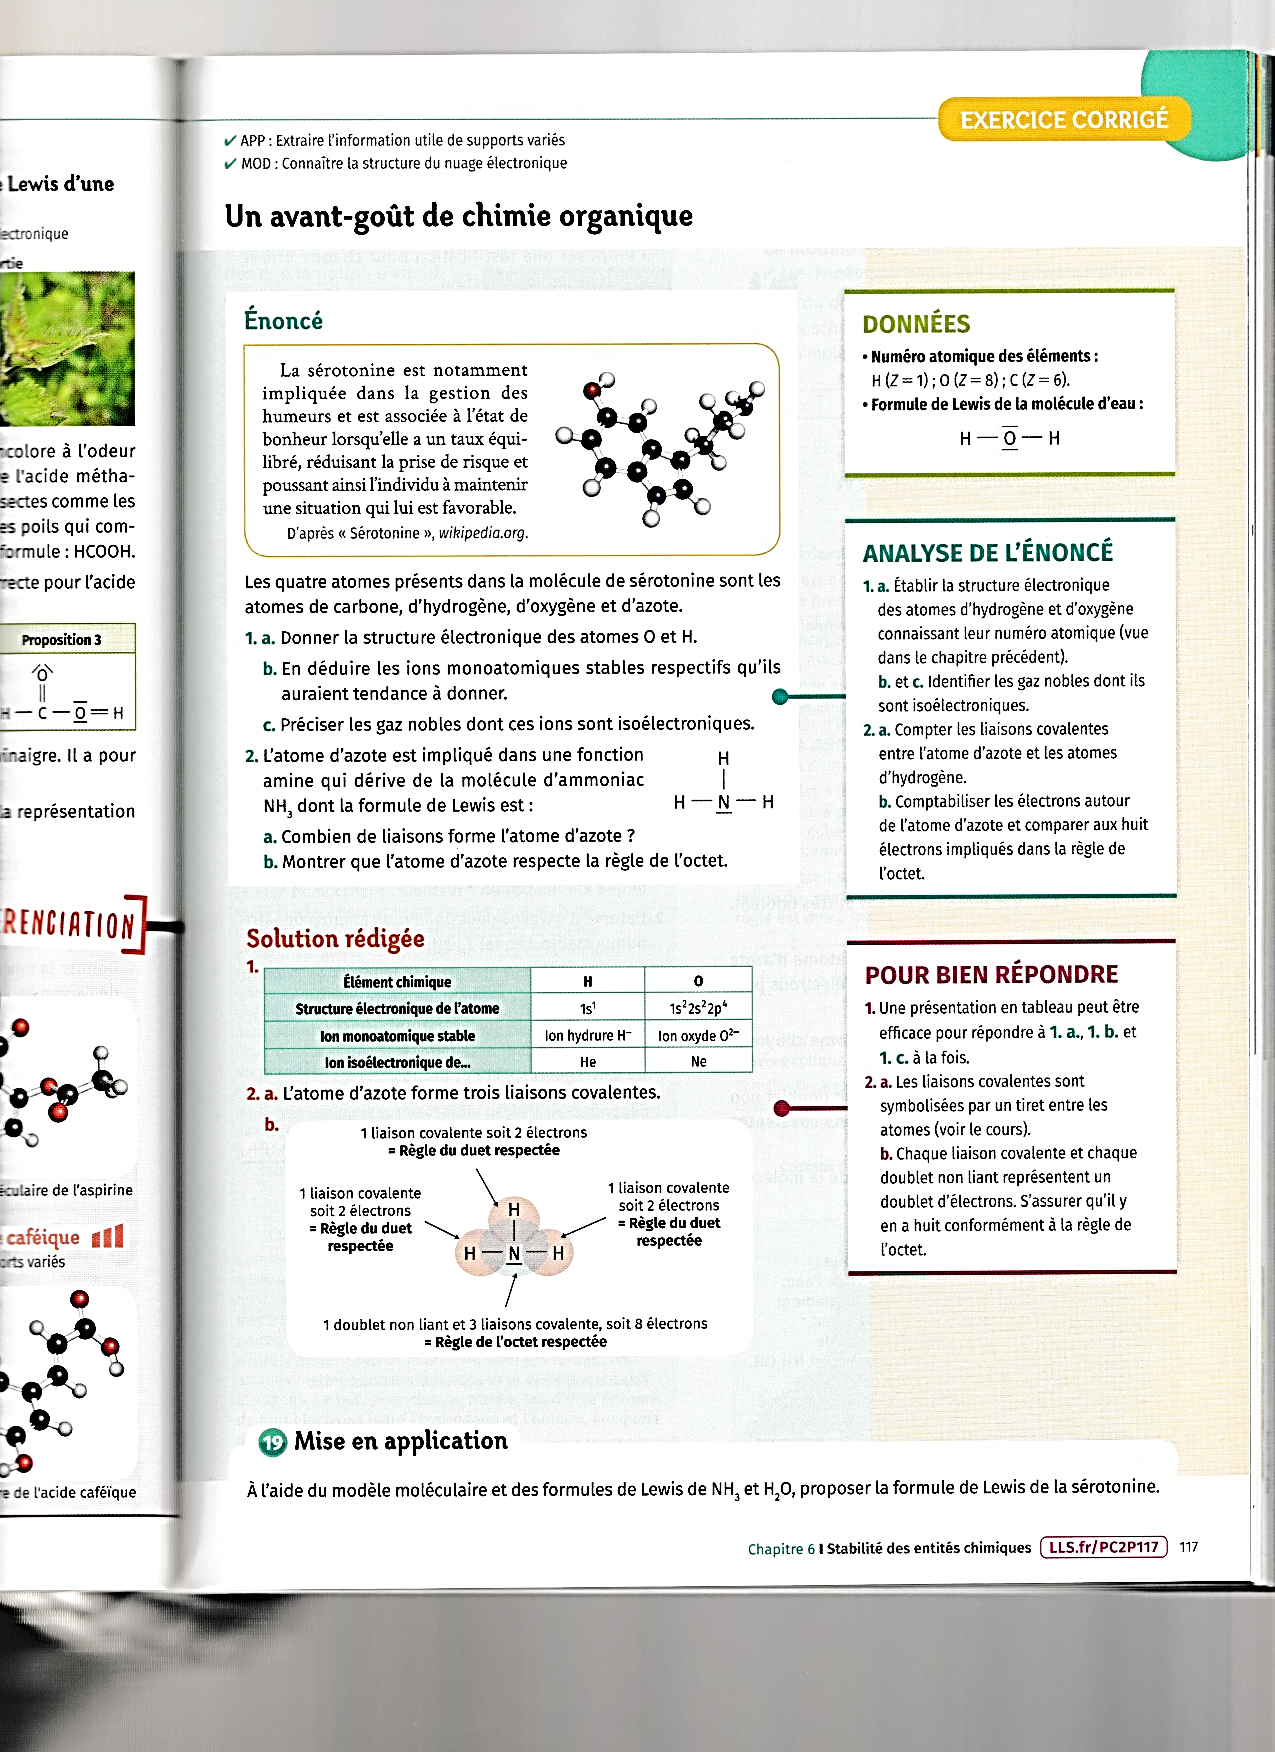 Lewis d'une
ectronique
rtie
colore à l'odeur
e l'acide métha-
sectes comme les
es poils qui com-
formule : HCOOH.
recte pour l'acide
Proposition 3
O
||
H — C — O = H
inaigre. Il a pour
a représentation
RENCIATION
éculaire de l'aspirine
caféique
orts variés
e de l'acide caféïque
EXERCICE CORRIGÉ
✓ APP : Extraire l'information utile de supports variés
✓ MOD : Connaître la structure du nuage électronique
Un avant-goût de chimie organique
Énoncé
La sérotonine est notamment
impliquée dans la gestion des
humeurs et est associée à l'état de
bonheur lorsqu'elle a un taux équi-
libré, réduisant la prise de risque et
poussant ainsi l'individu à maintenir
une situation qui lui est favorable.
D'après « Sérotonine », wikipedia.org.
Les quatre atomes présents dans la molécule de sérotonine sont les
atomes de carbone, d'hydrogène, d'oxygène et d'azote.
1. a. Donner la structure électronique des atomes O et H.
b. En déduire les ions monoatomiques stables respectifs qu'ils
auraient tendance à donner.
c. Préciser les gaz nobles dont ces ions sont isoélectroniques.
2. L'atome d'azote est impliqué dans une fonction
amine qui dérive de la molécule d'ammoniac
NH₃ dont la formule de Lewis est :
H
|
H — N — H
a. Combien de liaisons forme l'atome d'azote ?
b. Montrer que l'atome d'azote respecte la règle de l'octet.
Solution rédigée
1.
Élément chimique H O
Structure électronique de l'atome 1s¹ 1s²2s²2p⁴
Ion monoatomique stable Ion hydrure H⁻ Ion oxyde O²⁻
Ion isoélectronique de... He Ne
2. a. L'atome d'azote forme trois liaisons covalentes.
b.
1 liaison covalente soit 2 électrons
= Règle du duet respectée
1 liaison covalente
soit 2 électrons
= Règle du duet
respectée
1 liaison covalente
soit 2 électrons
= Règle du duet
respectée
H
|
H — N — H
1 doublet non liant et 3 liaisons covalente, soit 8 électrons
= Règle de l'octet respectée
DONNÉES
• Numéro atomique des éléments :
H (Z = 1) ; O (Z = 8) ; C (Z = 6).
• Formule de Lewis de la molécule d'eau :
H — O — H
ANALYSE DE L'ÉNONCÉ
1. a. Établir la structure électronique
des atomes d'hydrogène et d'oxygène
connaissant leur numéro atomique (vue
dans le chapitre précédent).
b. et c. Identifier les gaz nobles dont ils
sont isoélectroniques.
2. a. Compter les liaisons covalentes
entre l'atome d'azote et les atomes
d'hydrogène.
b. Comptabiliser les électrons autour
de l'atome d'azote et comparer aux huit
électrons impliqués dans la règle de
l'octet.
POUR BIEN RÉPONDRE
1. Une présentation en tableau peut être
efficace pour répondre à 1. a., 1. b. et
1. c. à la fois.
2. a. Les liaisons covalentes sont
symbolisées par un tiret entre les
atomes (voir le cours).
b. Chaque liaison covalente et chaque
doublet non liant représentent un
doublet d'électrons. S'assurer qu'il y
en a huit conformément à la règle de
l'octet.
19 Mise en application
À l'aide du modèle moléculaire et des formules de Lewis de NH₃ et H₂O, proposer la formule de Lewis de la sérotonine.
Chapitre 6 I Stabilité des entités chimiques LLS.fr/PC2P117 117